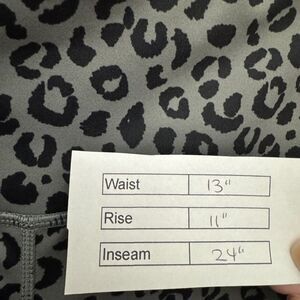 Waist 13"
Rise 11"
Inseam 24"